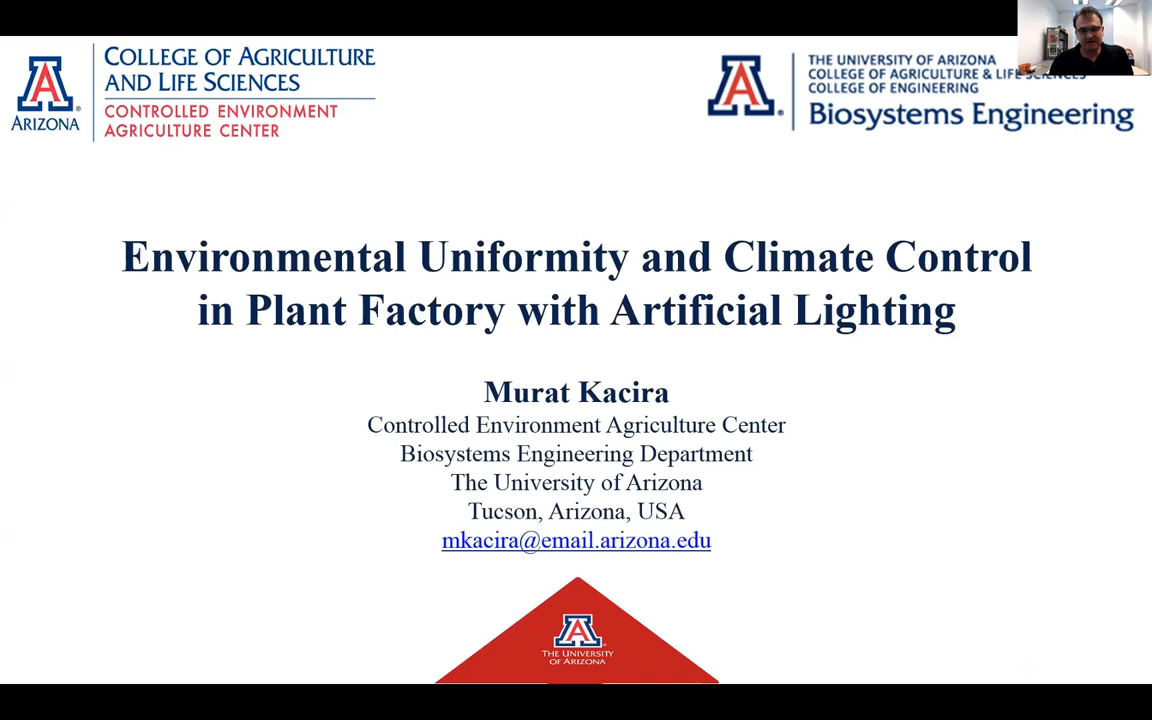 COLLEGE OF AGRICULTURE
AND LIFE SCIENCES
CONTROLLED ENVIRONMENT
AGRICULTURE CENTER
ARIZONA
THE UNIVERSITY OF ARIZONA
COLLEGE OF AGRICULTURE & LIFE SCIENCES
COLLEGE OF ENGINEERING
Biosystems Engineering
Environmental Uniformity and Climate Control
in Plant Factory with Artificial Lighting
Murat Kacira
Controlled Environment Agriculture Center
Biosystems Engineering Department
The University of Arizona
Tucson, Arizona, USA
mkacira@email.arizona.edu
A
THE UNIVERSITY
OF ARIZONA